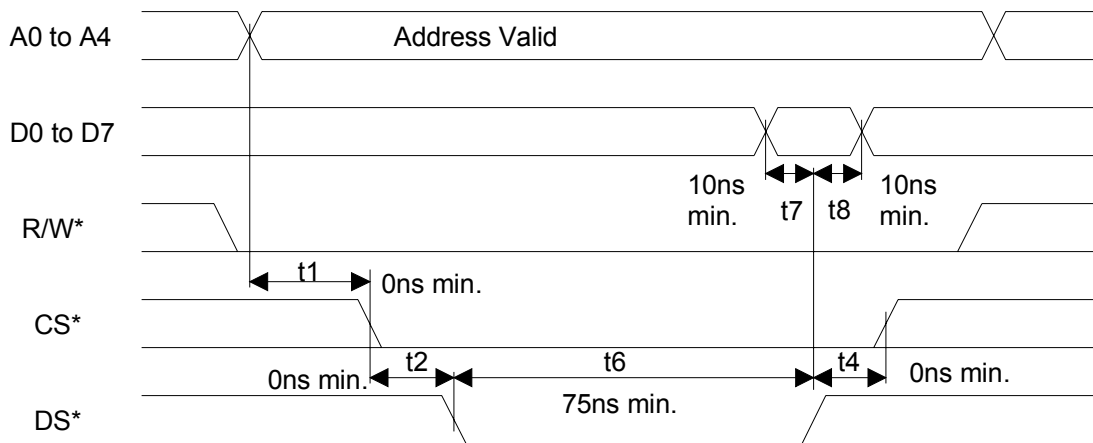 A0 to A4
Address Valid
D0 to D7
10ns
min.
t7
t8
10ns
min.
R/W*
t1
0ns min.
CS*
0ns min.
t2
t6
t4
0ns min.
75ns min.
DS*